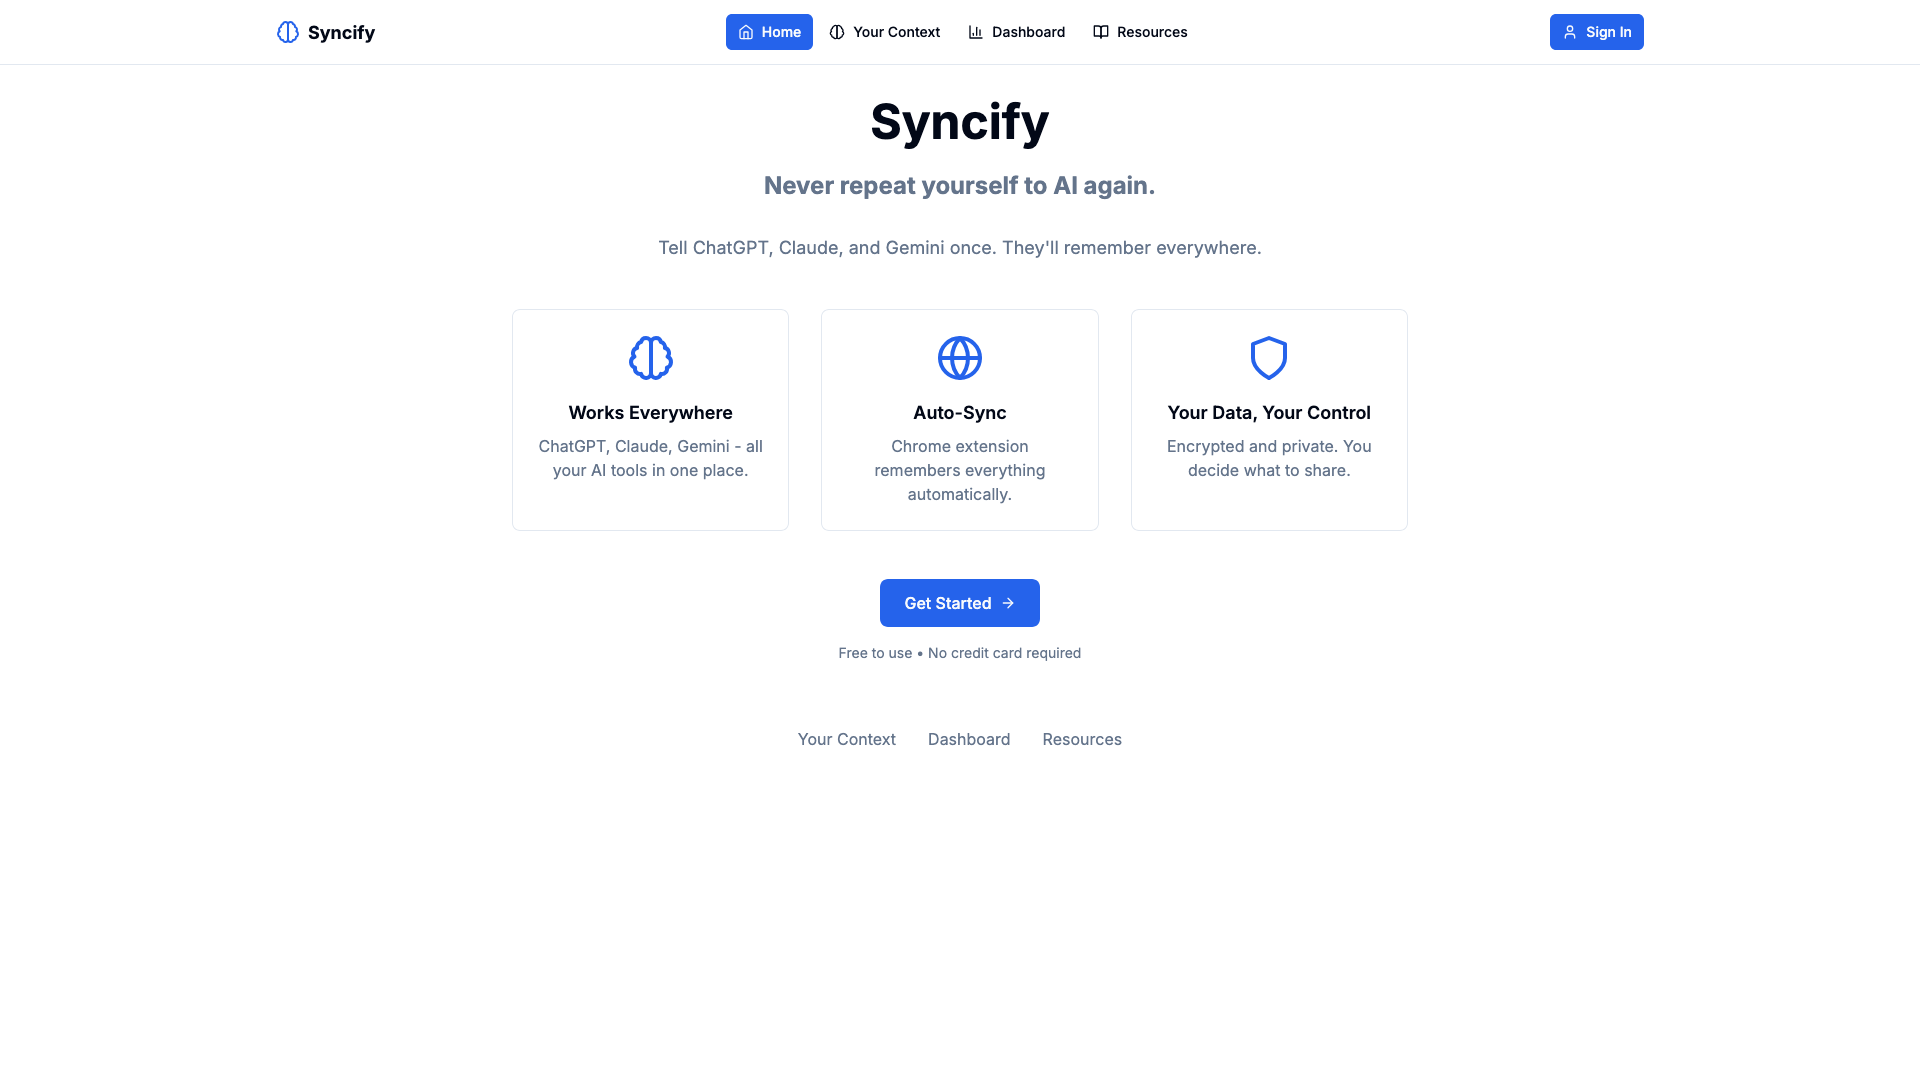 Syncify
Home
Your Context
Dashboard
Resources
Sign In
Syncify
Never repeat yourself to AI again.
Tell ChatGPT, Claude, and Gemini once. They'll remember everywhere.
Works Everywhere
ChatGPT, Claude, Gemini - all
your AI tools in one place.
Auto-Sync
Chrome extension
remembers everything
automatically.
Your Data, Your Control
Encrypted and private. You
decide what to share.
Get Started
Free to use • No credit card required
Your Context
Dashboard
Resources